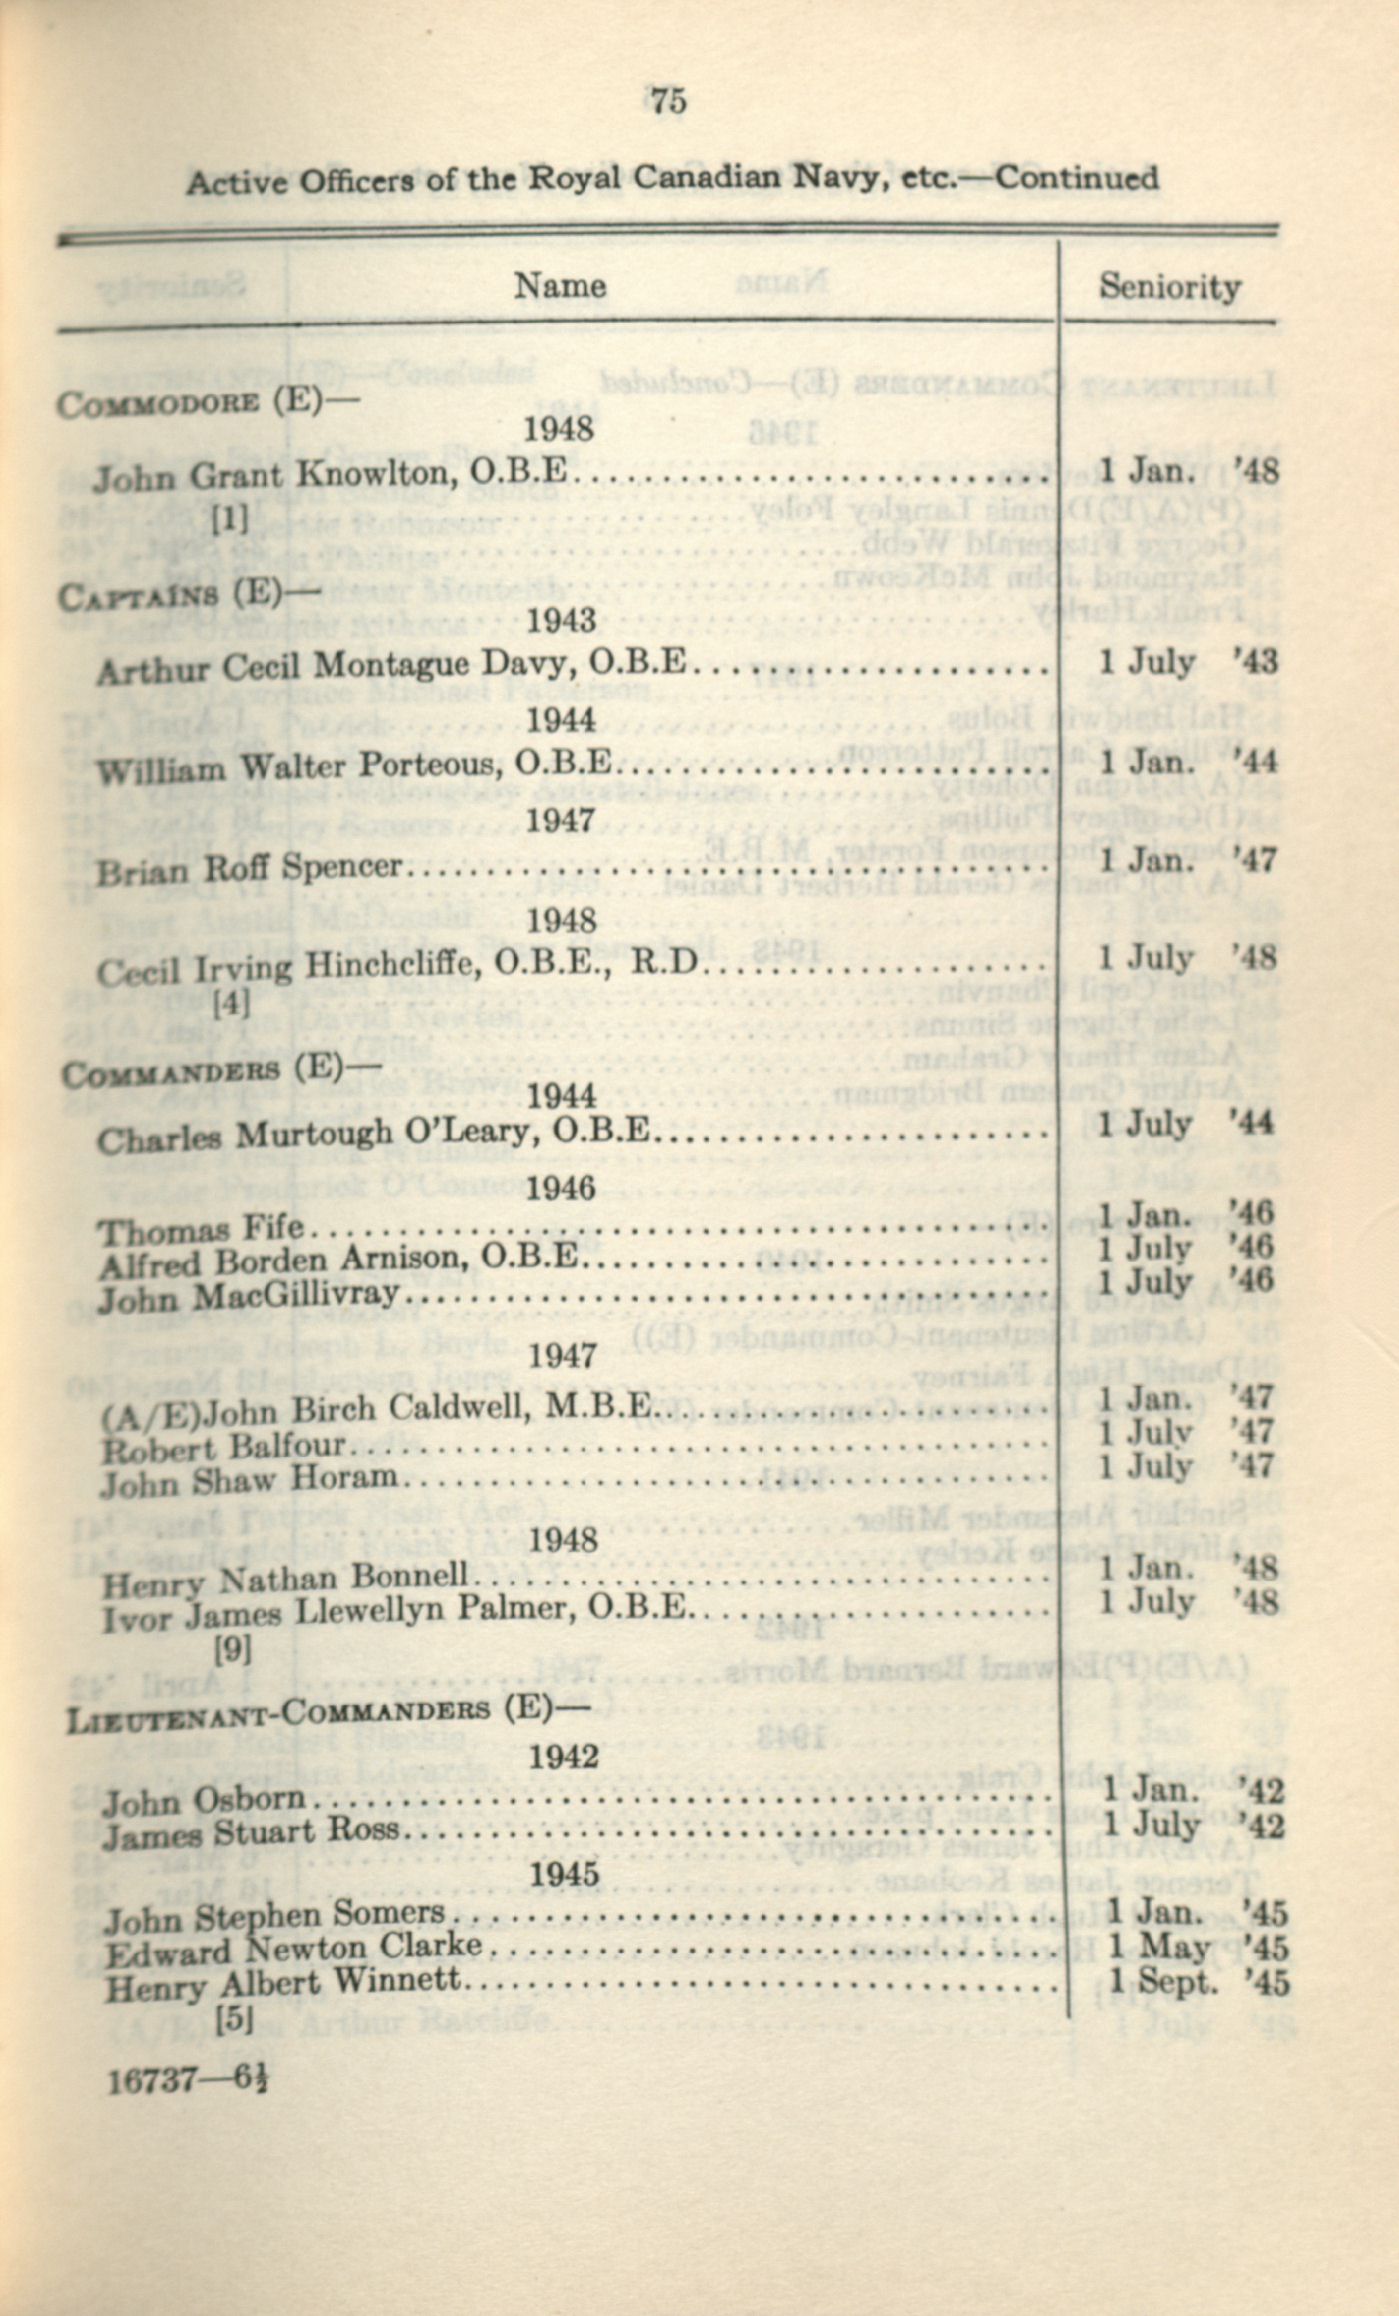 75
Active Officers of the Royal Canadian Navy, etc.—Continued
Name Seniority
COMMODORE (E)—
1948
John Grant Knowlton, O.B.E. 1 Jan. '48
[1]
CAPTAINS (E)—
1943
Arthur Cecil Montague Davy, O.B.E. 1 July '43
1944
William Walter Porteous, O.B.E. 1 Jan. '44
1947
Brian Roff Spencer 1 Jan. '47
1948
Cecil Irving Hinchcliffe, O.B.E., R.D. 1 July '48
[4]
COMMANDERS (E)—
1944
Charles Murtough O'Leary, O.B.E. 1 July '44
1946
Thomas Fife 1 Jan. '46
Alfred Borden Arnison, O.B.E. 1 July '46
John MacGillivray 1 July '46
1947
(A/E)John Birch Caldwell, M.B.E. 1 Jan. '47
Robert Balfour 1 July '47
John Shaw Horam 1 July '47
1948
Henry Nathan Bonnell 1 Jan. '48
Ivor James Llewellyn Palmer, O.B.E. 1 July '48
[9]
LIEUTENANT-COMMANDERS (E)—
1942
John Osborn 1 Jan. '42
James Stuart Ross 1 July '42
1945
John Stephen Somers 1 Jan. '45
Edward Newton Clarke 1 May '45
Henry Albert Winnett 1 Sept. '45
[5]
16737—6½